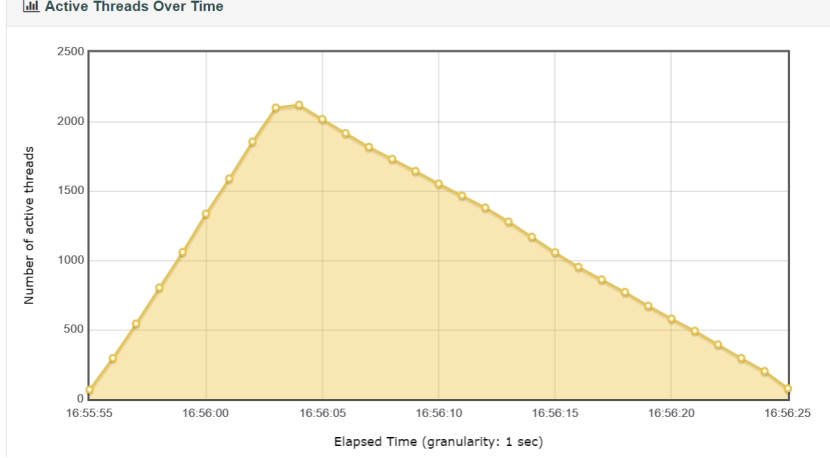 Active Threads Over Time
2500
2000
1500
1000
500
0
Number of active threads
16:55:55 16:56:00 16:56:05 16:56:10 16:56:15 16:56:20 16:56:25
Elapsed Time (granularity: 1 sec)